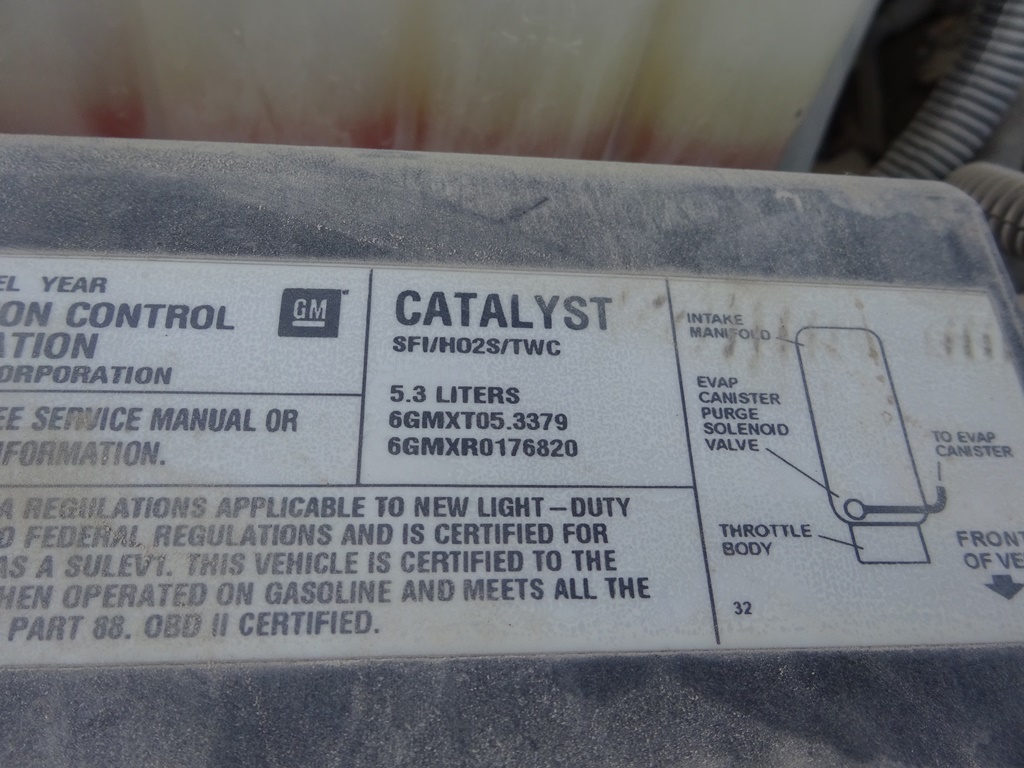 EL YEAR
ON CONTROL
ATION
ORPORATION
GM
EE SERVICE MANUAL OR
FORMATION.
CATALYST
SFI/HO2S/TWC
5.3 LITERS
6GMXT05.3379
6GMXR0176820
A REGULATIONS APPLICABLE TO NEW LIGHT-DUTY
D FEDERAL REGULATIONS AND IS CERTIFIED FOR
AS A SULEV1. THIS VEHICLE IS CERTIFIED TO THE
HEN OPERATED ON GASOLINE AND MEETS ALL THE
PART 88. OBD II CERTIFIED.
INTAKE
MANIFOLD
EVAP
CANISTER
PURGE
SOLENOID
VALVE
TO EVAP
CANISTER
THROTTLE
BODY
FRONT
OF VE
32